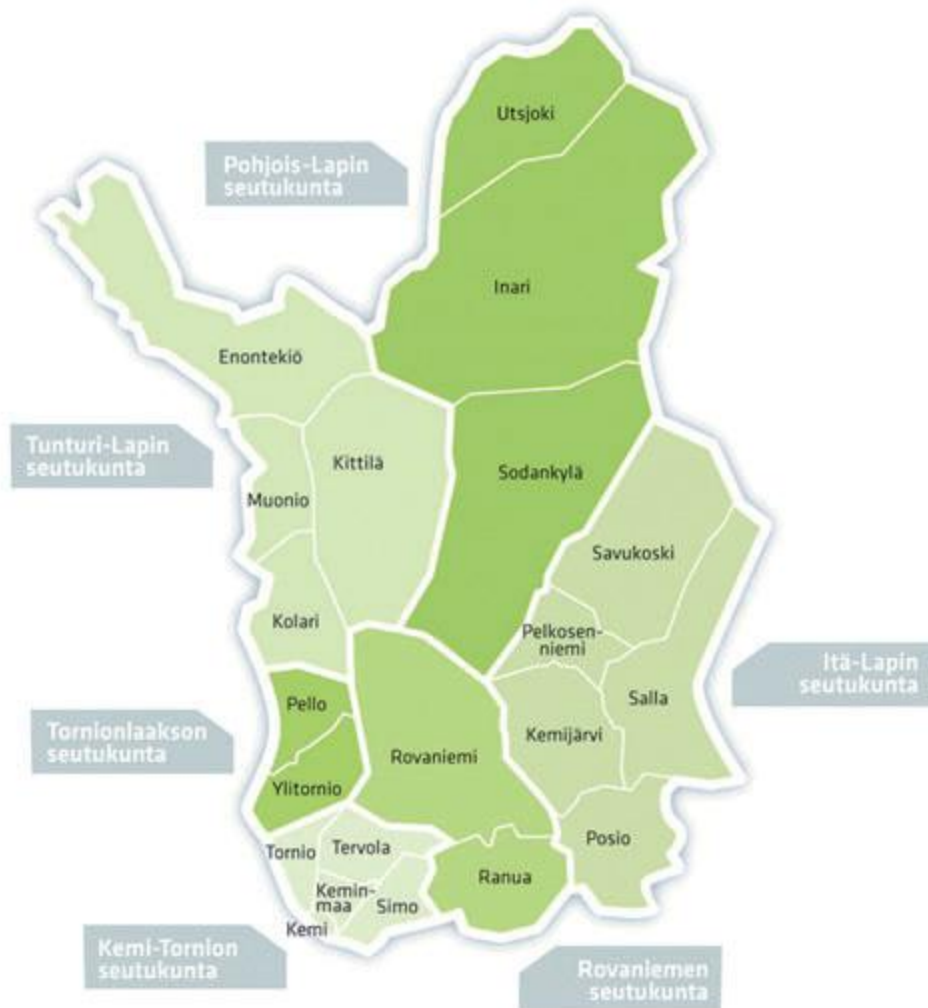 Utsjoki
Pohjois-Lapin
seutukunta
Inari
Enontekiö
Tunturi-Lapin
seutukunta
Kittilä
Sodankylä
Muonio
Savukoski
Kolari
Pelkosen-
niemi
Itä-Lapin
seutukunta
Salla
Pello
Tornionlaakson
seutukunta
Kemijärvi
Rovaniemi
Ylitornio
Posio
Tornio
Tervola
Ranua
Kemin-
maa
Simo
Kemi
Kemi-Tornion
seutukunta
Rovaniemen
seutukunta